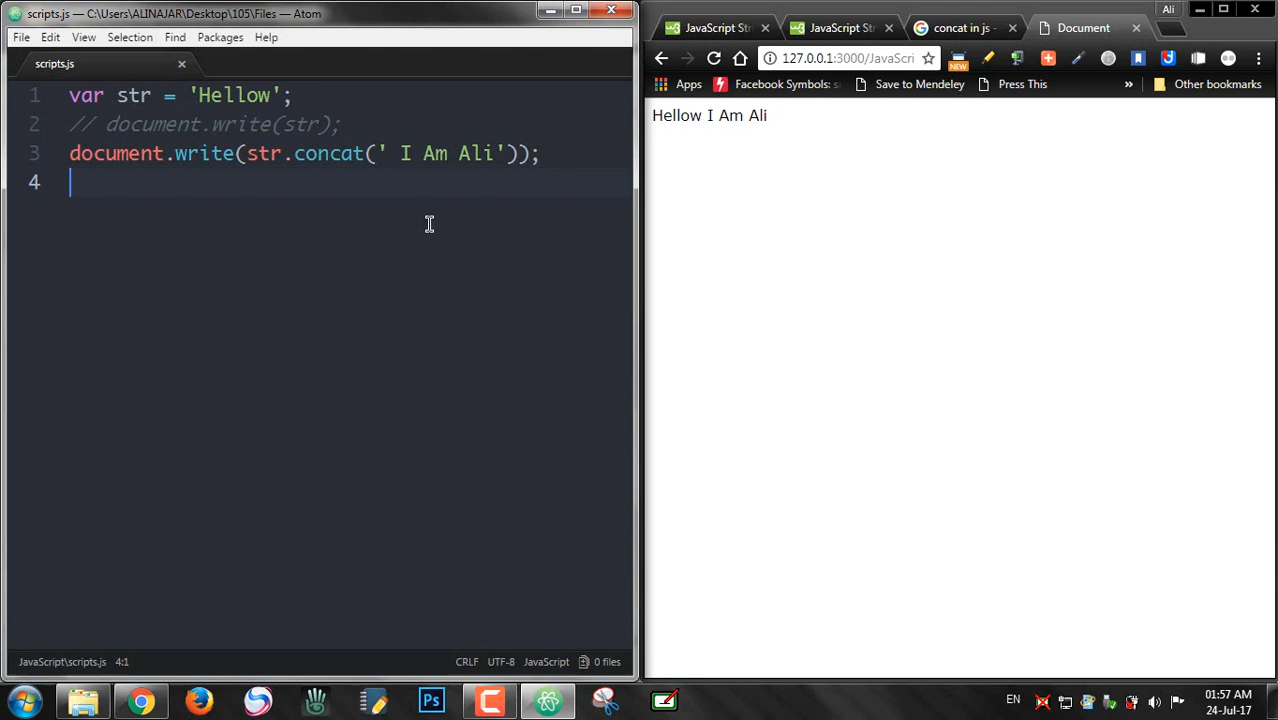 scripts.js — C:\Users\ALINAJAR\Desktop\105\Files — Atom
File Edit View Selection Find Packages Help
scripts.js
1 var str = 'Hellow';
2 // document.write(str);
3 document.write(str.concat(' I Am Ali'));
4
JavaScript\scripts.js 4:1 CRLF UTF-8 JavaScript 0 files
Ali
JavaScript Str JavaScript Str concat in js - Document
127.0.0.1:3000/JavaScri
NEW
Apps Facebook Symbols: s Save to Mendeley Press This » Other bookmarks
Hellow I Am Ali
Ps
EN
01:57 AM
24-Jul-17